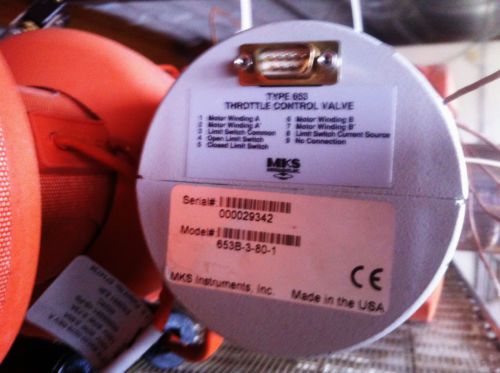 TYPE 653
THROTTLE CONTROL VALVE
1 Motor Winding A
2 Motor Winding A'
3 Limit Switch Common
4 Open Limit Switch
5 Closed Limit Switch
6 Motor Winding B
7 Motor Winding B'
8 Limit Switch Current Source
9 No Connection
MKS
Serial#:
000029342
Model#:
653B-3-80-1
MKS Instruments, Inc.
CE
Made in the USA